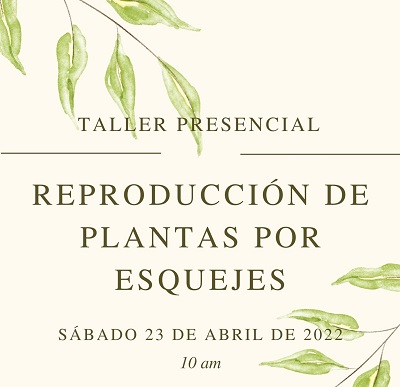 TALLER PRESENCIAL
REPRODUCCIÓN DE
PLANTAS POR
ESQUEJES
SÁBADO 23 DE ABRIL DE 2022
10 am